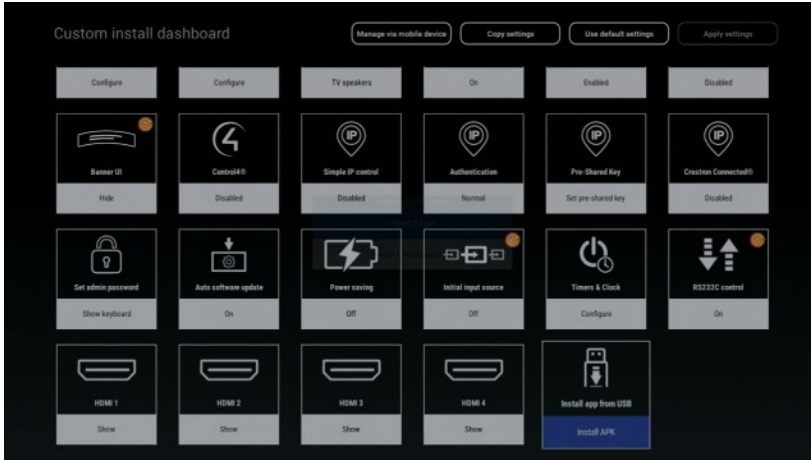 Custom install dashboard
Manage via mobile device
Copy settings
Use default settings
Apply settings
Configure
Configure
TV speakers
On
Enabled
Disabled
IP
IP
IP
IP
Banner UI
Control4®
Simple IP control
Authentication
Pre-Shared Key
Crestron Connected®
Hide
Disabled
Disabled
Normal
Set pre-shared key
Disabled
Set admin password
Auto software update
Power saving
Initial input source
Timers & Clock
RS232C control
Show keyboard
On
Off
Off
Configure
On
HDMI 1
HDMI 2
HDMI 3
HDMI 4
Install app from USB
Show
Show
Show
Show
Install APK